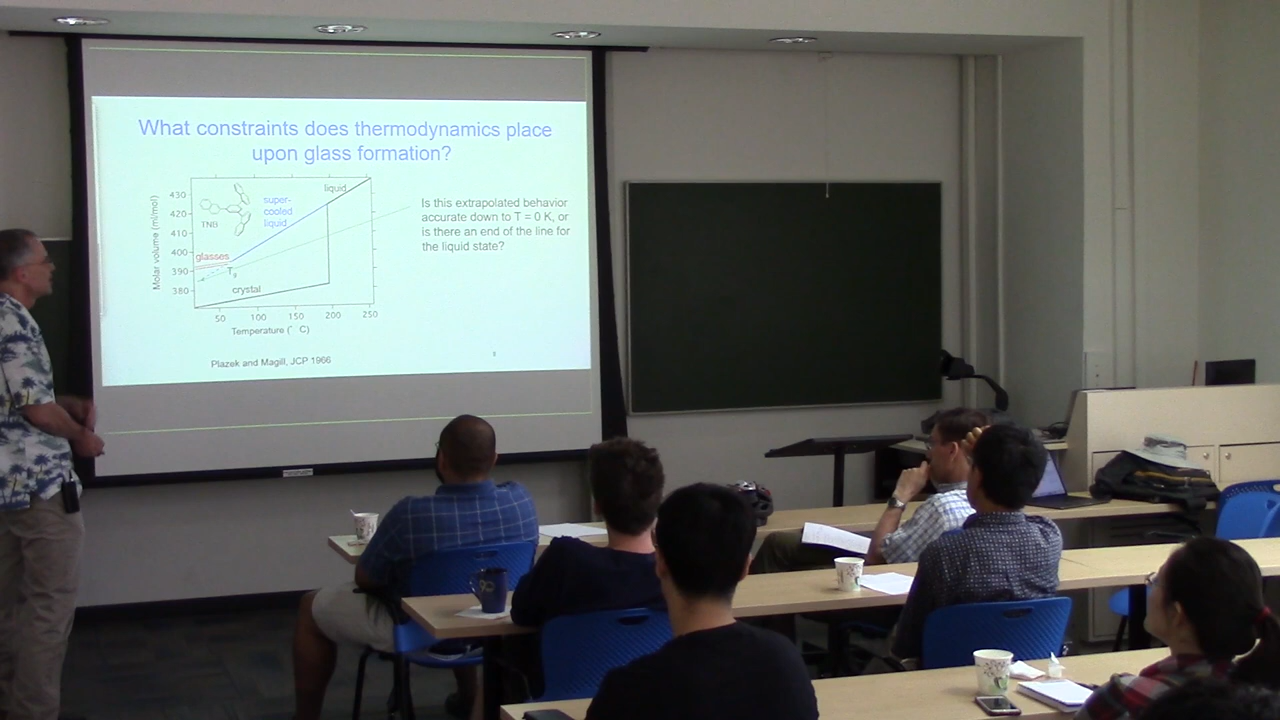 What constraints does thermodynamics place
upon glass formation?
430
420
410
400
390
380
Molar volume (ml/mol)
TNB
super-
cooled
liquid
liquid
glasses
Tg
crystal
50
100
150
200
250
Temperature (° C)
Is this extrapolated behavior
accurate down to T = 0 K, or
is there an end of the line for
the liquid state?
Plazek and Magill, JCP 1966